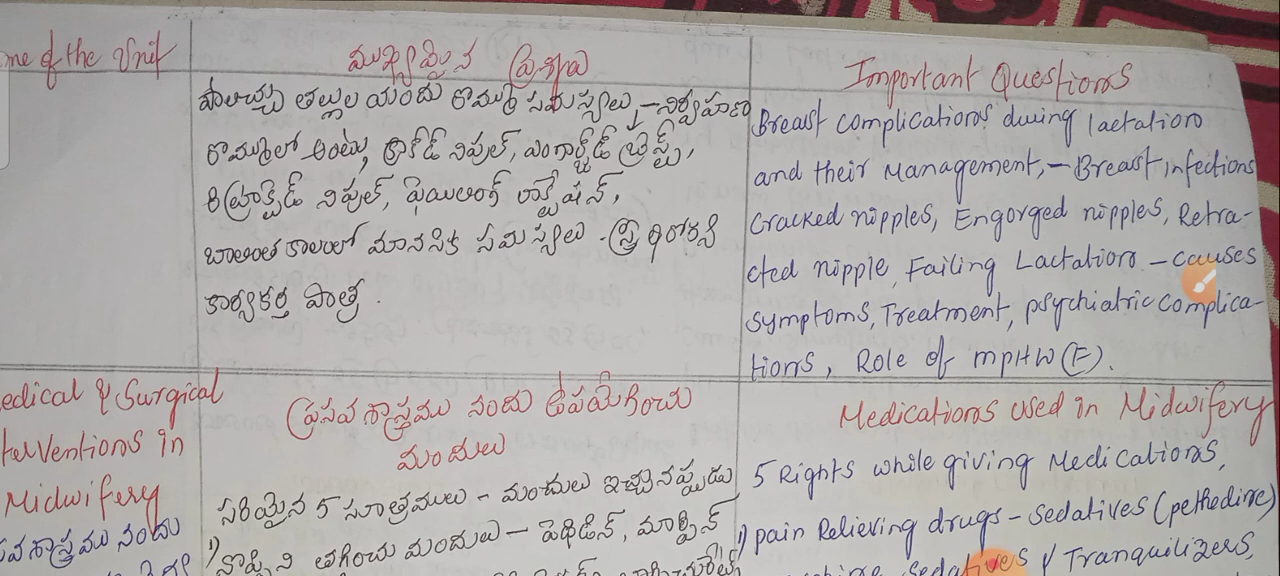 me of the Unit
ముఖ్యమైన ప్రశ్నలు
Important Questions
పాలిచ్చు తల్లుల యందు రొమ్ము సమస్యలు - నిర్వహణ
రొమ్ములో అంటు, క్రాక్డ్ నిపుల్, ఎంగార్జ్‌డ్ బ్రెస్ట్,
రిట్రాక్టెడ్ నిపుల్, ఫెయిలింగ్ లాక్టేషన్,
బాలింత కాలంలో మానసిక సమస్యలు - స్త్రీ ఆరోగ్య
కార్యకర్త పాత్ర.
Breast complications during lactation
and their management, - Breast infections
Cracked nipples, Engorged nipples, Retra-
cted nipple, Failing Lactation - causes
symptoms, Treatment, psychiatric complica-
tions, Role of MPHW (F).
edical & Surgical
terventions in
Midwifery
వ శాస్త్రము నందు
ప్రసవ శాస్త్రము నందు ఉపయోగించు
మందులు
సరియైన 5 సూత్రములు - మందులు ఇచ్చునప్పుడు
1) నొప్పిని తగ్గించు మందులు - పెథిడిన్, మార్ఫిన్
Medications used in Midwifery
5 Rights while giving Medications,
1) pain Relieving drugs - sedatives (pethedine)
sedatives & Tranquilizers,